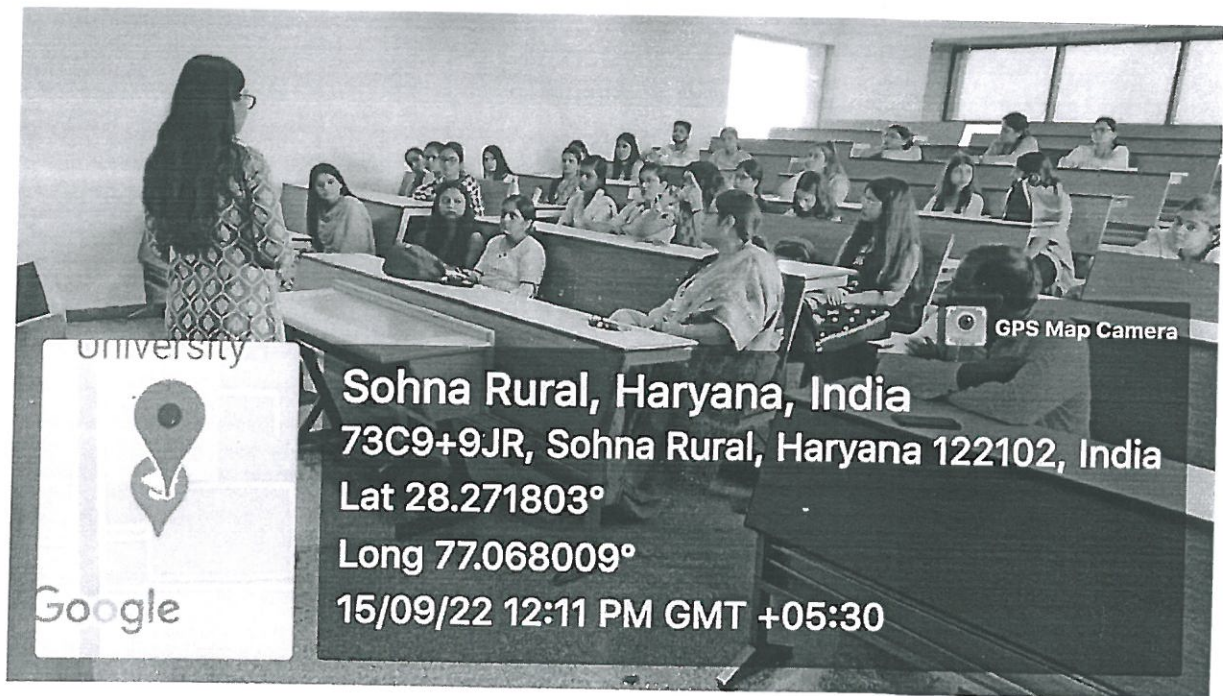 GPS Map Camera
University
Sohna Rural, Haryana, India
73C9+9JR, Sohna Rural, Haryana 122102, India
Lat 28.271803°
Long 77.068009°
15/09/22 12:11 PM GMT +05:30
Google